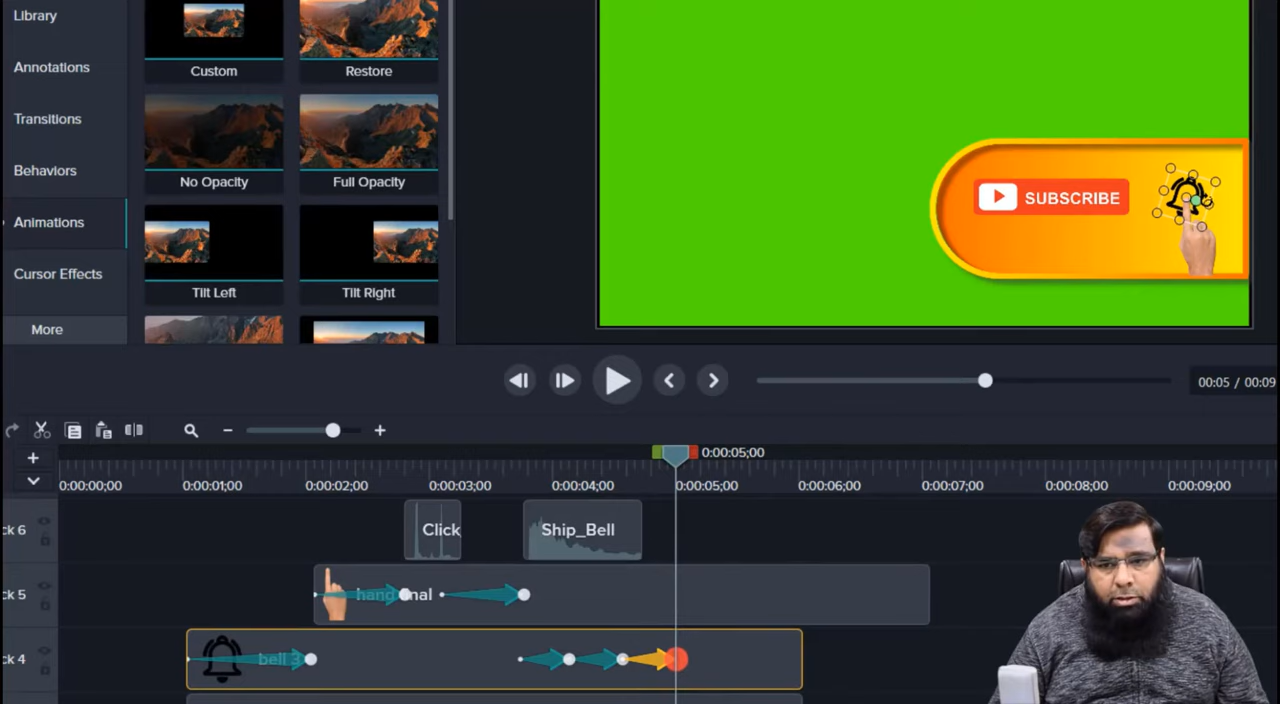 Library
Annotations
Transitions
Behaviors
Animations
Cursor Effects
More
Custom
Restore
No Opacity
Full Opacity
Tilt Left
Tilt Right
SUBSCRIBE
00:05 / 00:09
0:00:05;00
0:00:00;00
0:00:01;00
0:00:02;00
0:00:03;00
0:00:04;00
0:00:05;00
0:00:06;00
0:00:07;00
0:00:08;00
0:00:09;00
ck 6
Click
Ship_Bell
ck 5
ck 4
bell 3